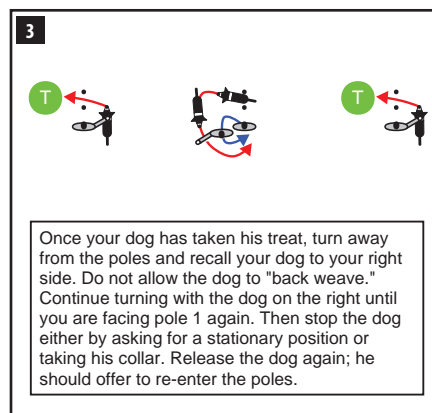 3
T
T
Once your dog has taken his treat, turn away
from the poles and recall your dog to your right
side. Do not allow the dog to "back weave."
Continue turning with the dog on the right until
you are facing pole 1 again. Then stop the dog
either by asking for a stationary position or
taking his collar. Release the dog again; he
should offer to re-enter the poles.